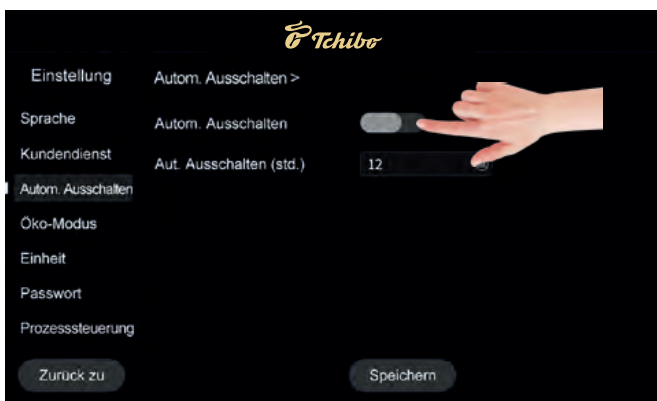 Tchibo
Einstellung
Autom. Ausschalten >
Sprache
Autom. Ausschalten
Kundendienst
Aut. Ausschalten (std.)
12
Autom. Ausschalten
Öko-Modus
Einheit
Passwort
Prozesssteuerung
Zurück zu
Speichern